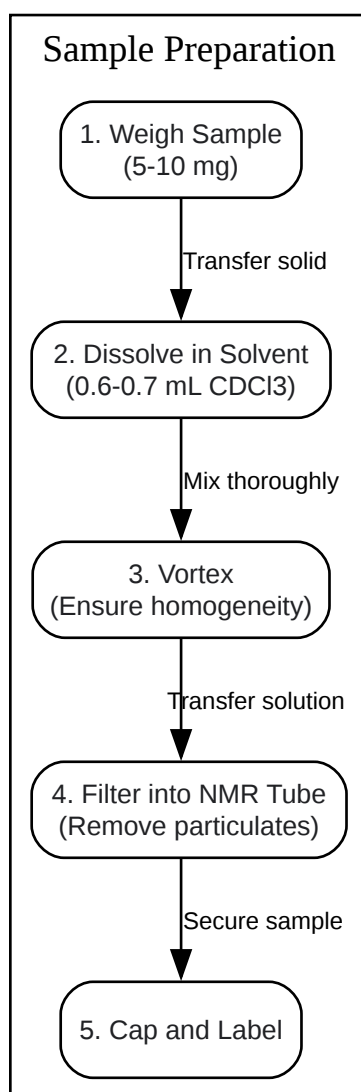 Sample Preparation
1. Weigh Sample
(5-10 mg)
Transfer solid
2. Dissolve in Solvent
(0.6-0.7 mL CDCl3)
Mix thoroughly
3. Vortex
(Ensure homogeneity)
Transfer solution
4. Filter into NMR Tube
(Remove particulates)
Secure sample
5. Cap and Label